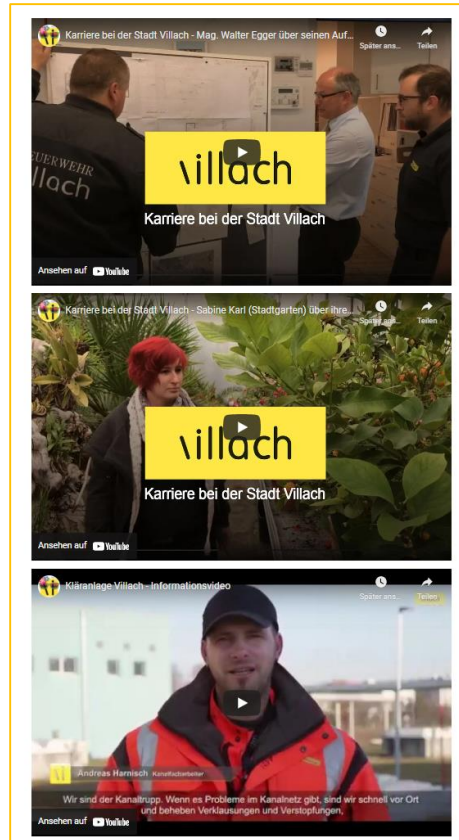 Karriere bei der Stadt Villach - Mag. Walter Egger über seinen Auf...
Später ans...
Teilen
FEUERWEHR
Villach
villach
Karriere bei der Stadt Villach
Ansehen auf YouTube
Karriere bei der Stadt Villach - Sabine Karl (Stadtgarten) über ihre...
Später ans...
Teilen
villach
Karriere bei der Stadt Villach
Ansehen auf YouTube
Kläranlage Villach - Informationsvideo
Später ans...
Teilen
Andreas Harnisch Kanalfacharbeiter
Wir sind der Kanaltrupp. Wenn es Probleme im Kanalnetz gibt, sind wir schnell vor Ort
und beheben Verklausungen und Verstopfungen.
Ansehen auf YouTube